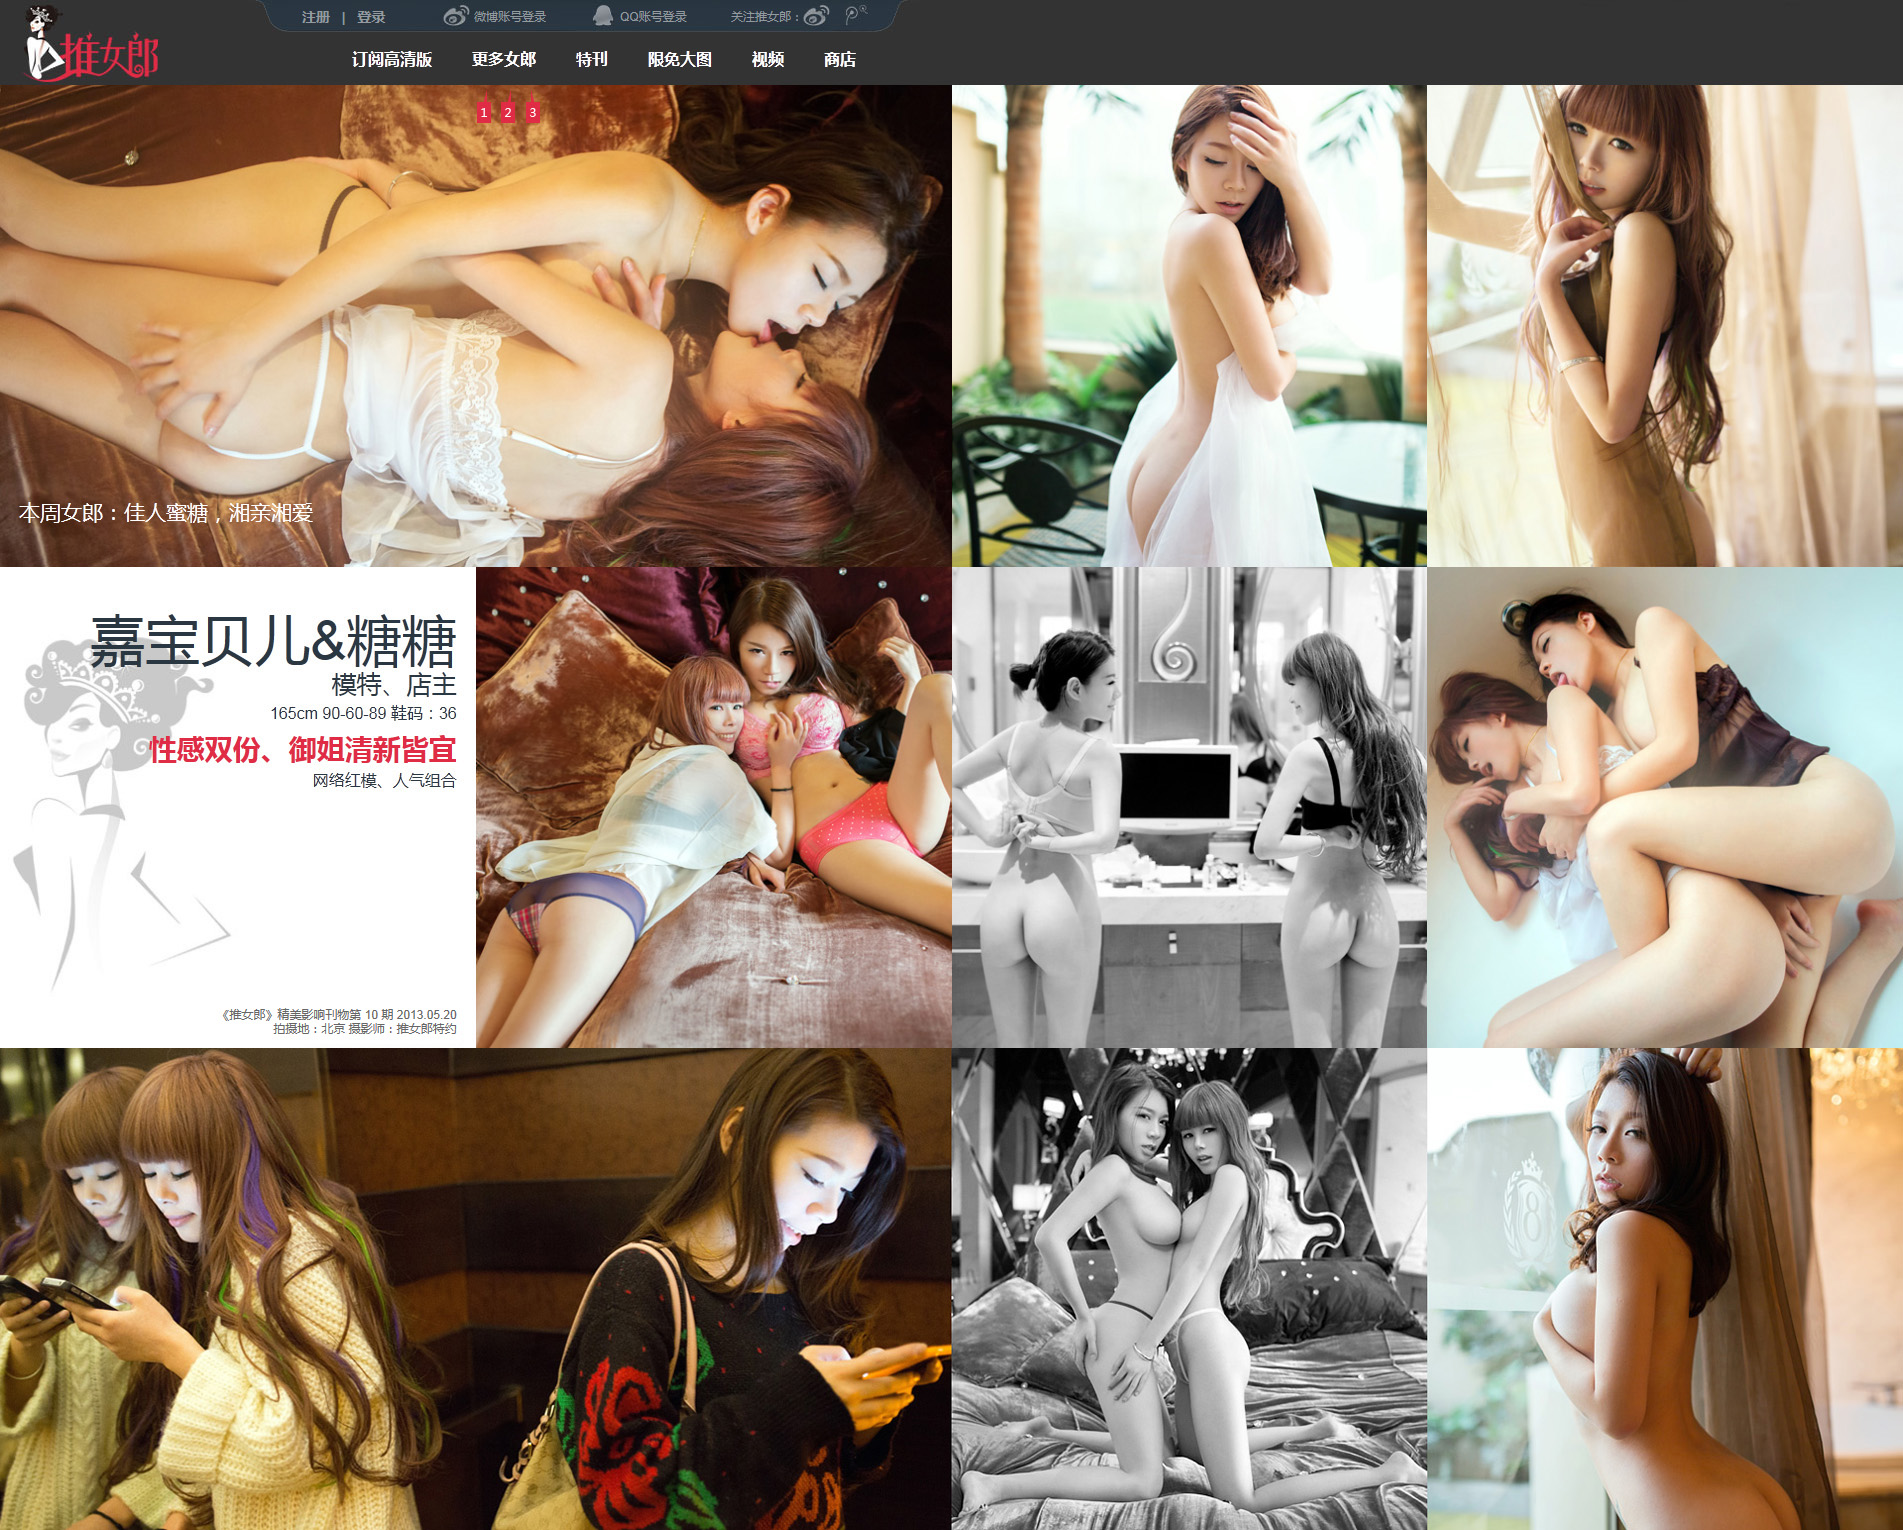 推女郎
注册 | 登录 微博账号登录 QQ账号登录 关注推女郎：
订阅高清版 更多女郎 特刊 限免大图 视频 商店
1 2 3
本周女郎：佳人蜜糖，湘亲湘爱
嘉宝贝儿&糖糖
模特、店主
165cm 90-60-89 鞋码：36
性感双份、御姐清新皆宜
网络红模、人气组合
《推女郎》精美影响刊物第 10 期 2013.05.20
拍摄地：北京 摄影师：推女郎特约
8